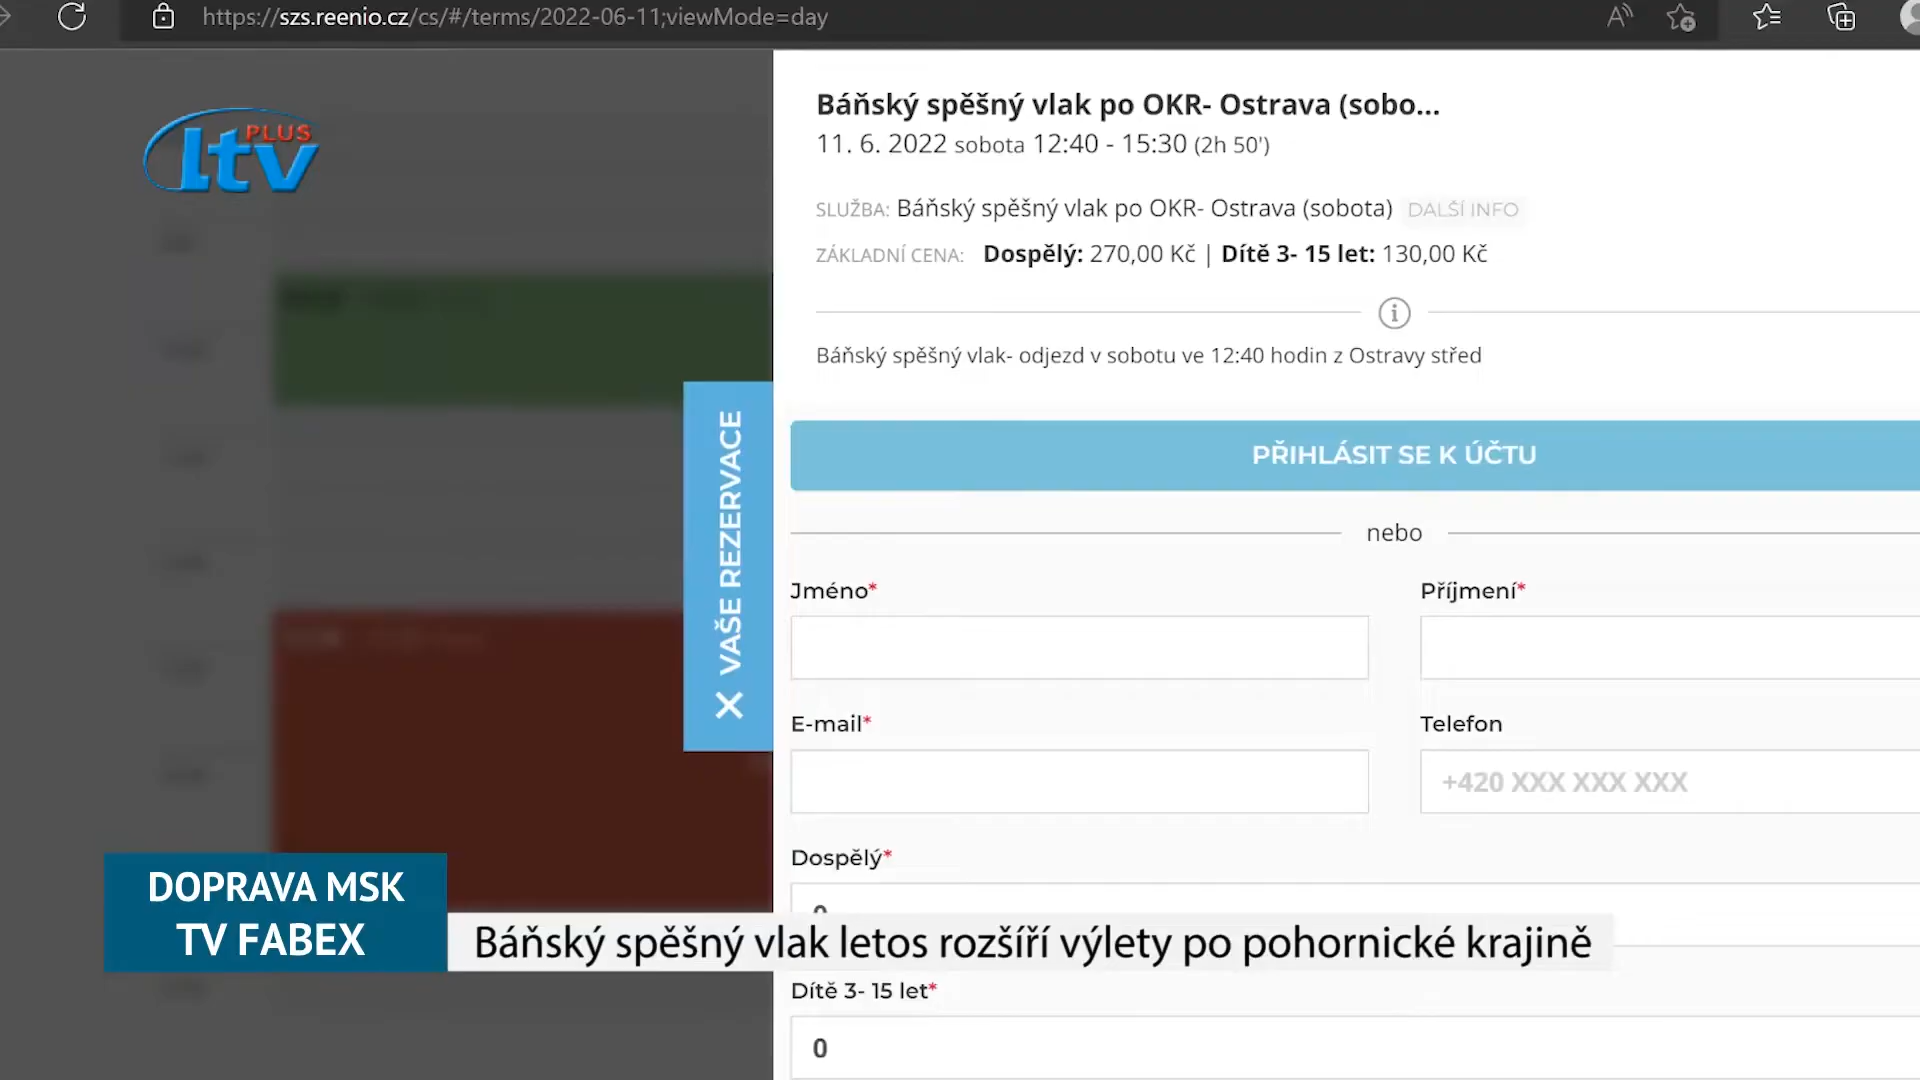 https://szs.reenio.cz/cs/#/terms/2022-06-11;viewMode=day
ltv PLUS
Báňský spěšný vlak po OKR- Ostrava (sobo...
11. 6. 2022 sobota 12:40 - 15:30 (2h 50')
SLUŽBA: Báňský spěšný vlak po OKR- Ostrava (sobota) DALŠÍ INFO
ZÁKLADNÍ CENA: Dospělý: 270,00 Kč | Dítě 3- 15 let: 130,00 Kč
Báňský spěšný vlak- odjezd v sobotu ve 12:40 hodin z Ostravy střed
VAŠE REZERVACE
PŘIHLÁSIT SE K ÚČTU
nebo
Jméno* Příjmení*
E-mail* Telefon
+420 XXX XXX XXX
Dospělý*
0
DOPRAVA MSK
TV FABEX
Báňský spěšný vlak letos rozšíří výlety po pohornické krajině
Dítě 3- 15 let*
0